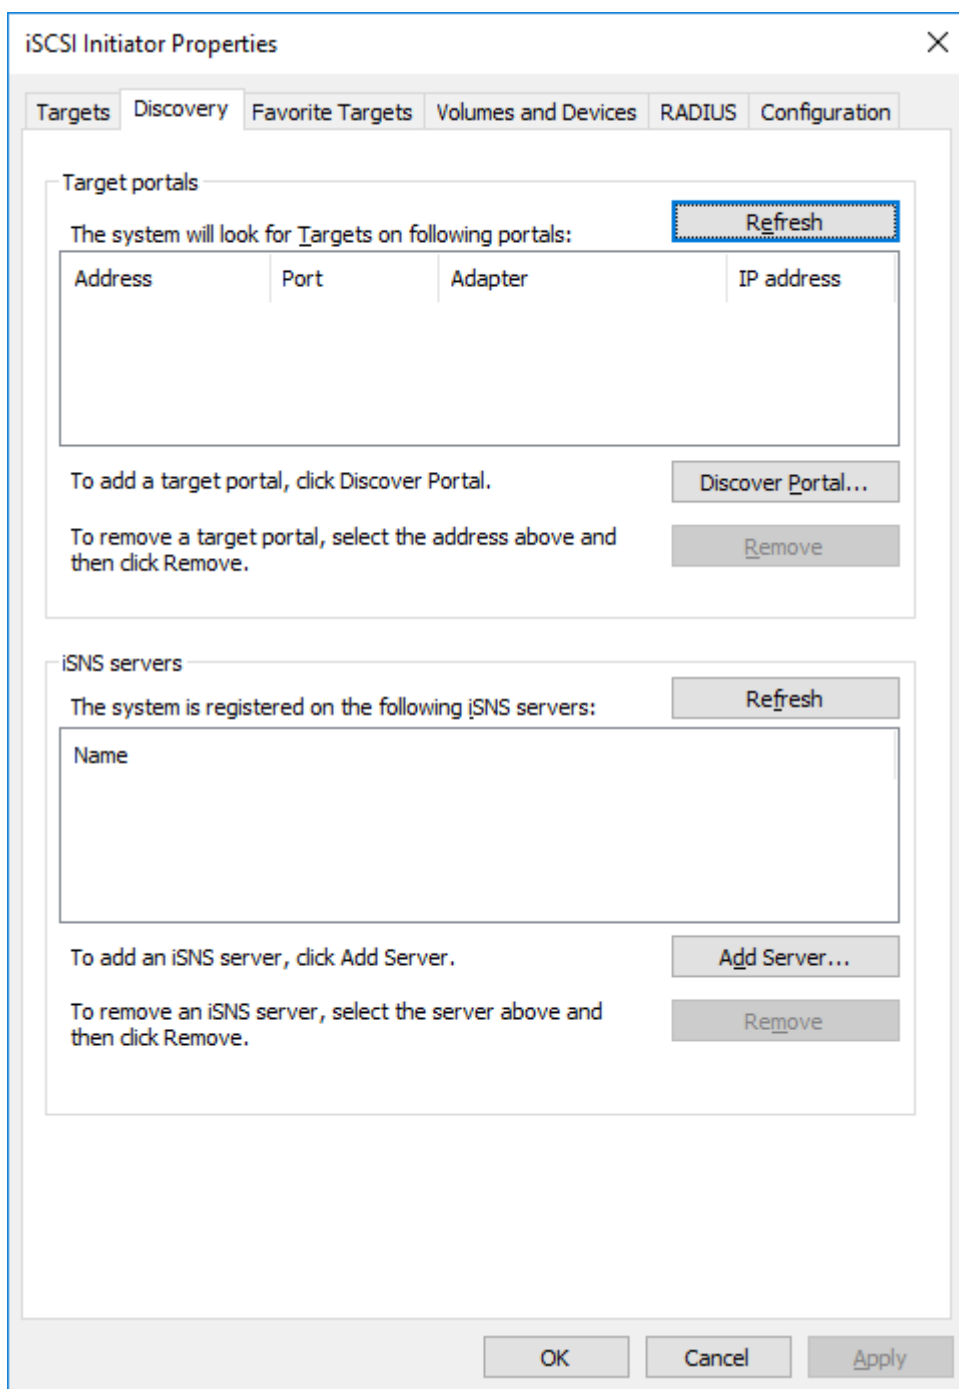 iSCSI Initiator Properties
Targets Discovery Favorite Targets Volumes and Devices RADIUS Configuration
Target portals
The system will look for Targets on following portals:
Refresh
Address Port Adapter IP address
To add a target portal, click Discover Portal.
Discover Portal...
To remove a target portal, select the address above and
then click Remove.
Remove
iSNS servers
The system is registered on the following iSNS servers:
Refresh
Name
To add an iSNS server, click Add Server.
Add Server...
To remove an iSNS server, select the server above and
then click Remove.
Remove
OK Cancel Apply